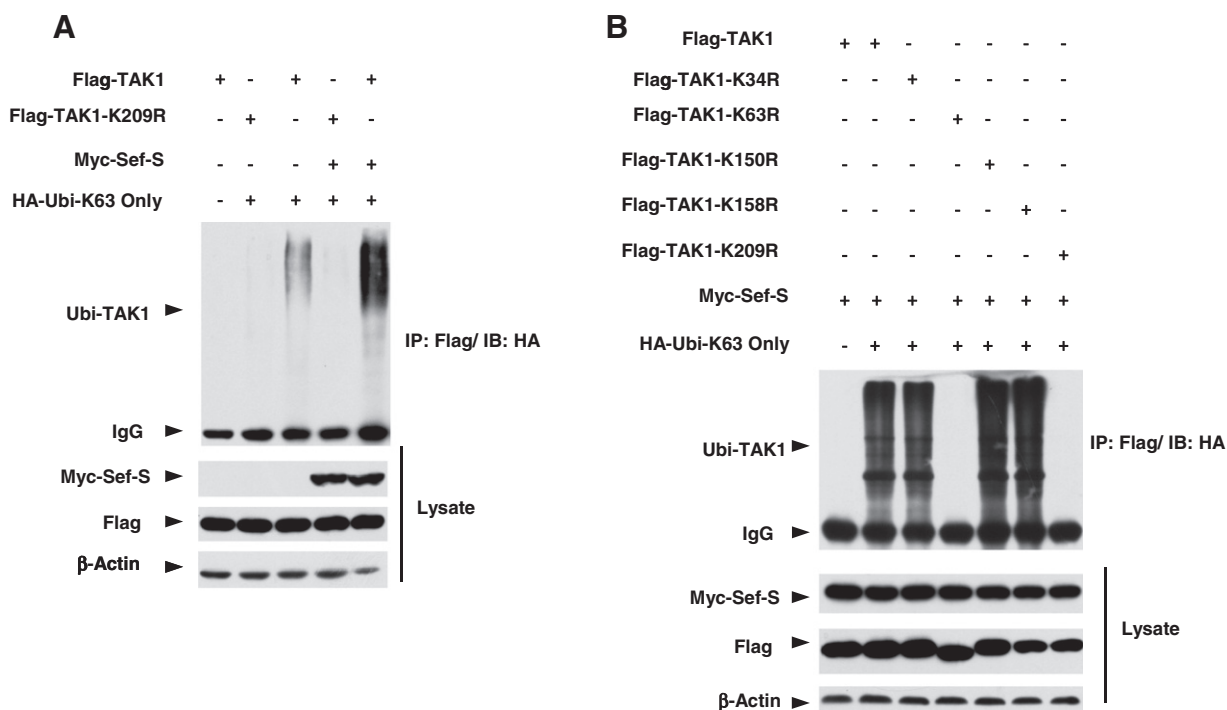 A
Flag-TAK1 + - + - +
Flag-TAK1-K209R - + - + -
Myc-Sef-S - - - + +
HA-Ubi-K63 Only - + + + +
Ubi-TAK1
IP: Flag/ IB: HA
IgG
Myc-Sef-S
Flag
β-Actin
Lysate
B
Flag-TAK1 + + - - - - -
Flag-TAK1-K34R - - + - - - -
Flag-TAK1-K63R - - - + - - -
Flag-TAK1-K150R - - - - + - -
Flag-TAK1-K158R - - - - - + -
Flag-TAK1-K209R - - - - - - +
Myc-Sef-S + + + + + + +
HA-Ubi-K63 Only - + + + + + +
Ubi-TAK1
IP: Flag/ IB: HA
IgG
Myc-Sef-S
Flag
β-Actin
Lysate